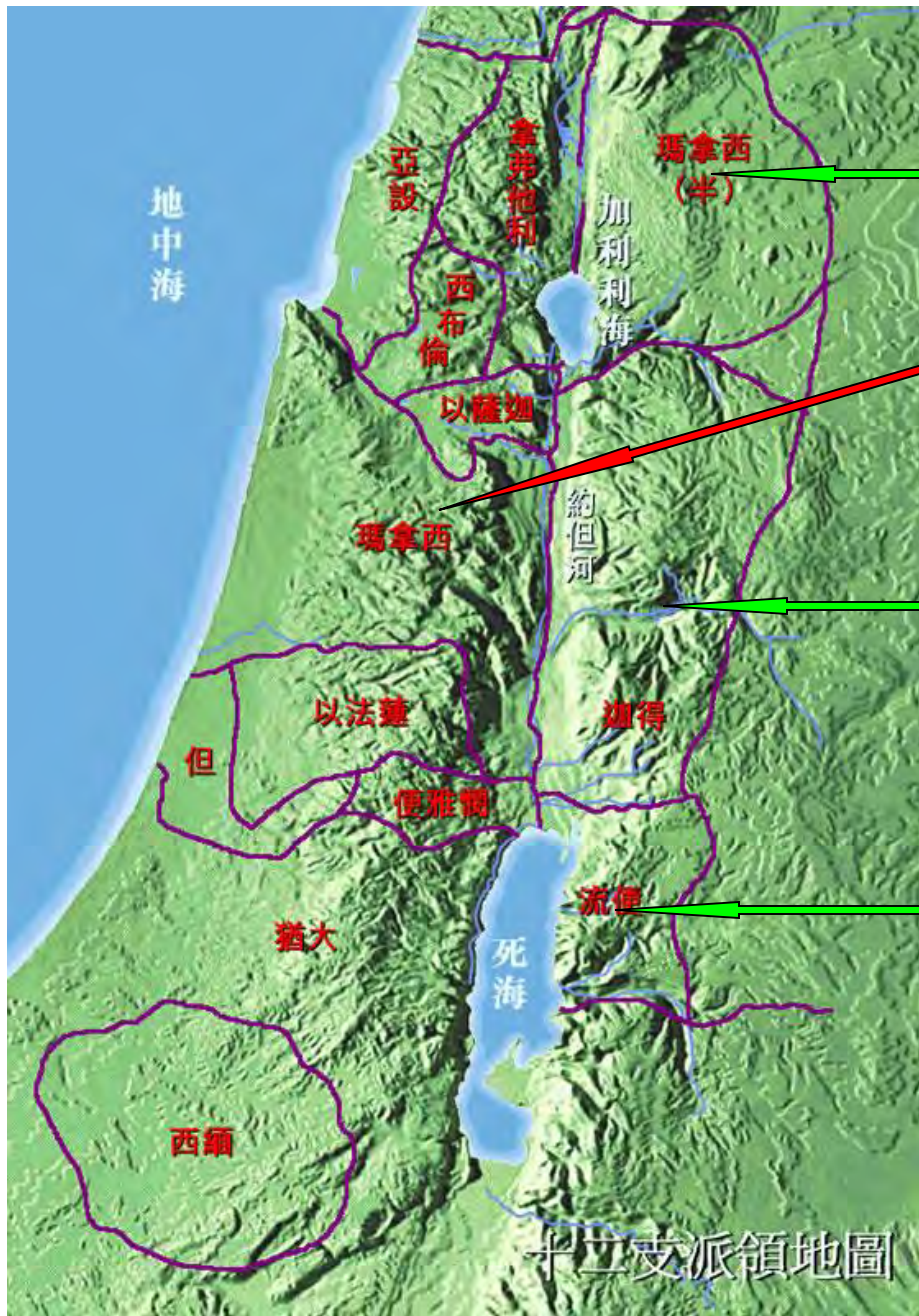 亞設
拿弗他利
瑪拿西
（半）
地中海
加利利海
西布倫
以薩迦
約但河
瑪拿西
以法蓮
迦得
但
便雅憫
流便
猶大
死海
西緬
十二支派領地圖